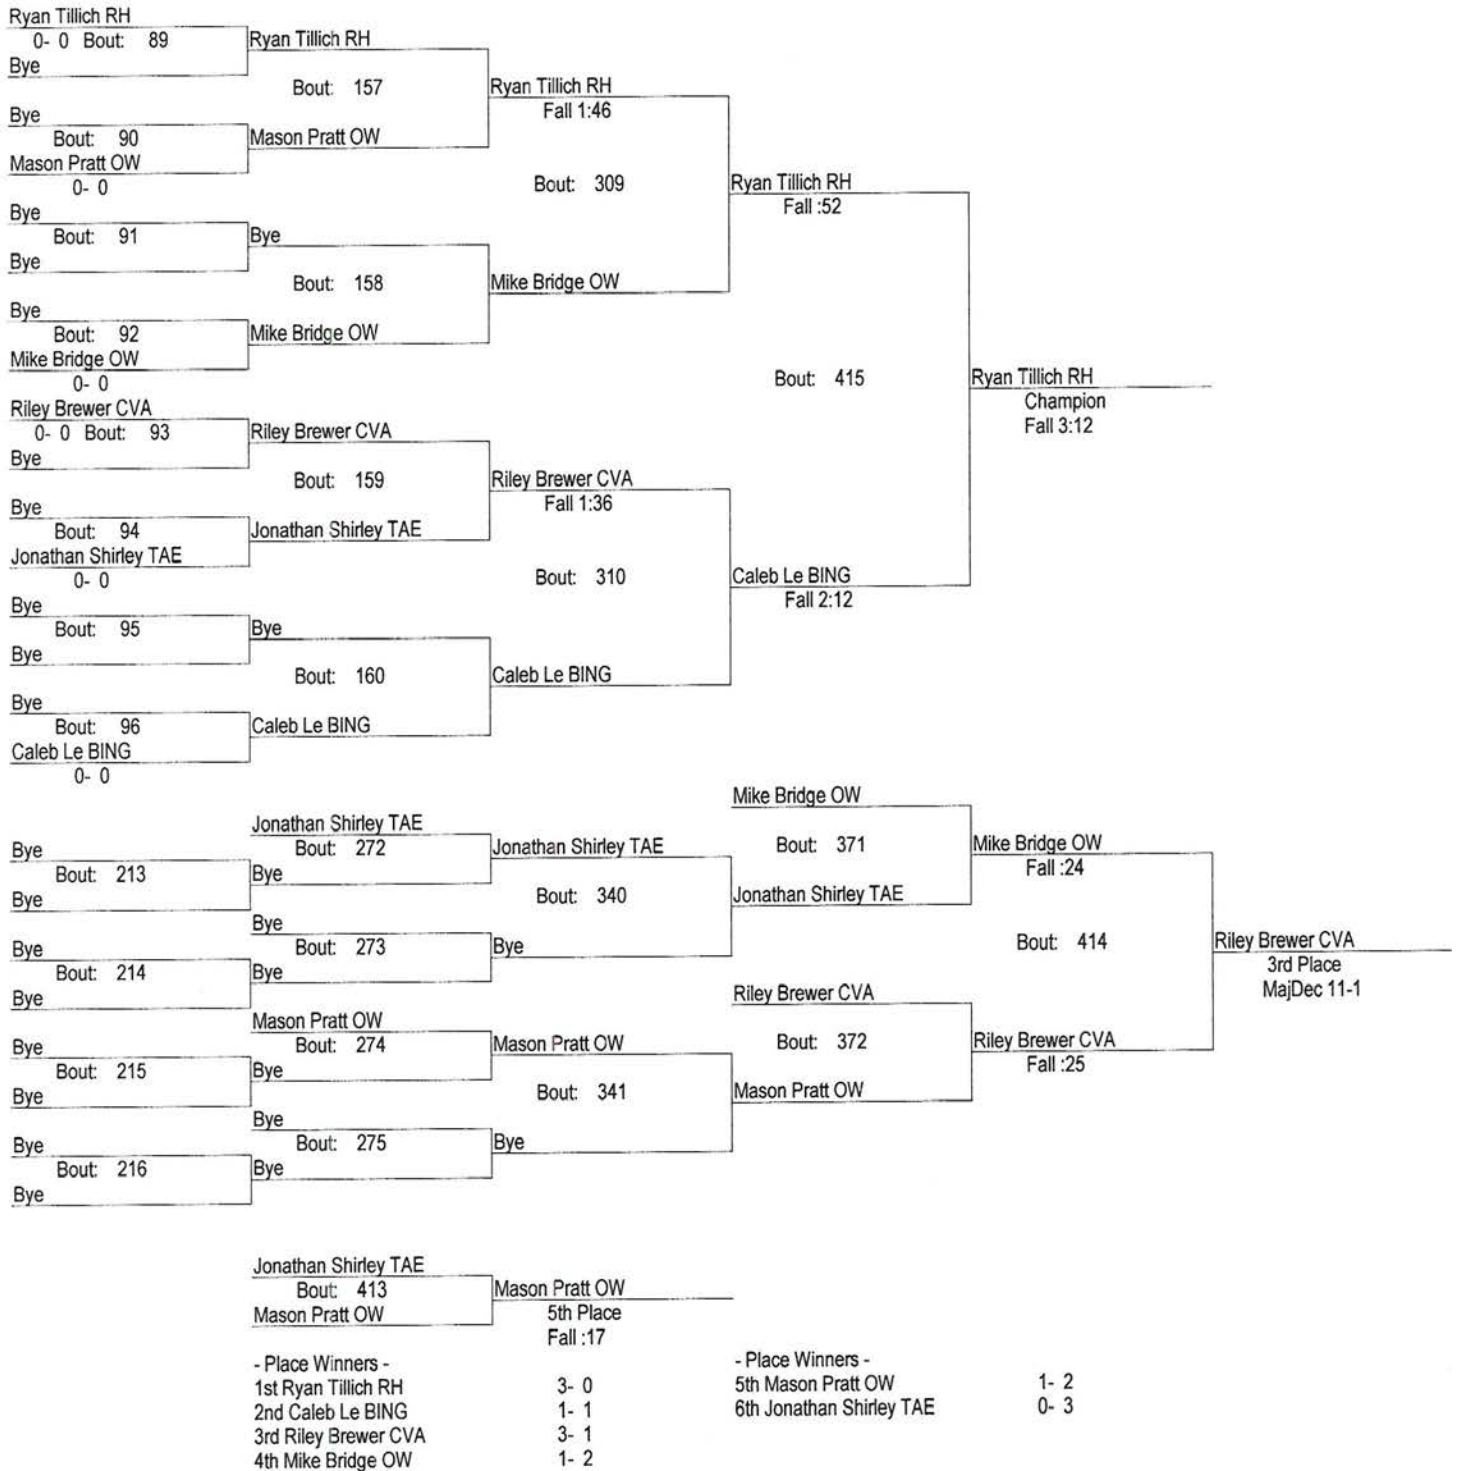 Ryan Tillich RH
0- 0 Bout: 89
Bye
Bye
Bout: 90
Mason Pratt OW
0- 0
Bye
Bout: 91
Bye
Bye
Bout: 92
Mike Bridge OW
0- 0
Riley Brewer CVA
0- 0 Bout: 93
Bye
Bye
Bout: 94
Jonathan Shirley TAE
0- 0
Bye
Bout: 95
Bye
Bye
Bout: 96
Caleb Le BING
0- 0
Ryan Tillich RH
Bout: 157
Mason Pratt OW
Bye
Bout: 158
Mike Bridge OW
Riley Brewer CVA
Bout: 159
Jonathan Shirley TAE
Bye
Bout: 160
Caleb Le BING
Ryan Tillich RH
Fall 1:46
Bout: 309
Mike Bridge OW
Riley Brewer CVA
Fall 1:36
Bout: 310
Caleb Le BING
Ryan Tillich RH
Fall :52
Bout: 415
Caleb Le BING
Fall 2:12
Ryan Tillich RH
Champion
Fall 3:12
Bye
Bout: 213
Bye
Bye
Bout: 214
Bye
Bye
Bout: 215
Bye
Bye
Bout: 216
Bye
Jonathan Shirley TAE
Bout: 272
Bye
Bye
Bout: 273
Bye
Mason Pratt OW
Bout: 274
Bye
Bye
Bout: 275
Bye
Jonathan Shirley TAE
Bout: 340
Bye
Mason Pratt OW
Bout: 341
Bye
Mike Bridge OW
Bout: 371
Jonathan Shirley TAE
Riley Brewer CVA
Bout: 372
Mason Pratt OW
Mike Bridge OW
Fall :24
Bout: 414
Riley Brewer CVA
Fall :25
Riley Brewer CVA
3rd Place
MajDec 11-1
Jonathan Shirley TAE
Bout: 413
Mason Pratt OW
Mason Pratt OW
5th Place
Fall :17
- Place Winners -
1st Ryan Tillich RH 3- 0
2nd Caleb Le BING 1- 1
3rd Riley Brewer CVA 3- 1
4th Mike Bridge OW 1- 2
- Place Winners -
5th Mason Pratt OW 1- 2
6th Jonathan Shirley TAE 0- 3